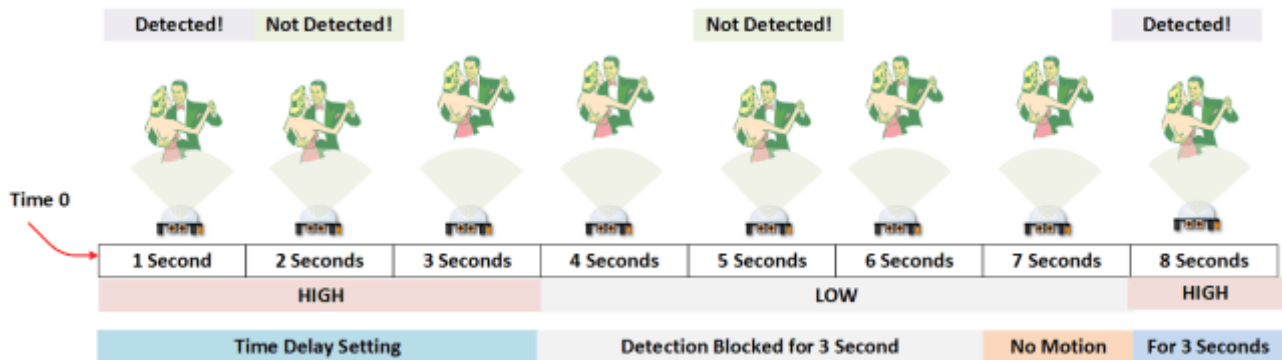 Detected! Not Detected! Not Detected! Detected!
Time 0
1 Second 2 Seconds 3 Seconds 4 Seconds 5 Seconds 6 Seconds 7 Seconds 8 Seconds
HIGH LOW HIGH
Time Delay Setting Detection Blocked for 3 Second No Motion For 3 Seconds